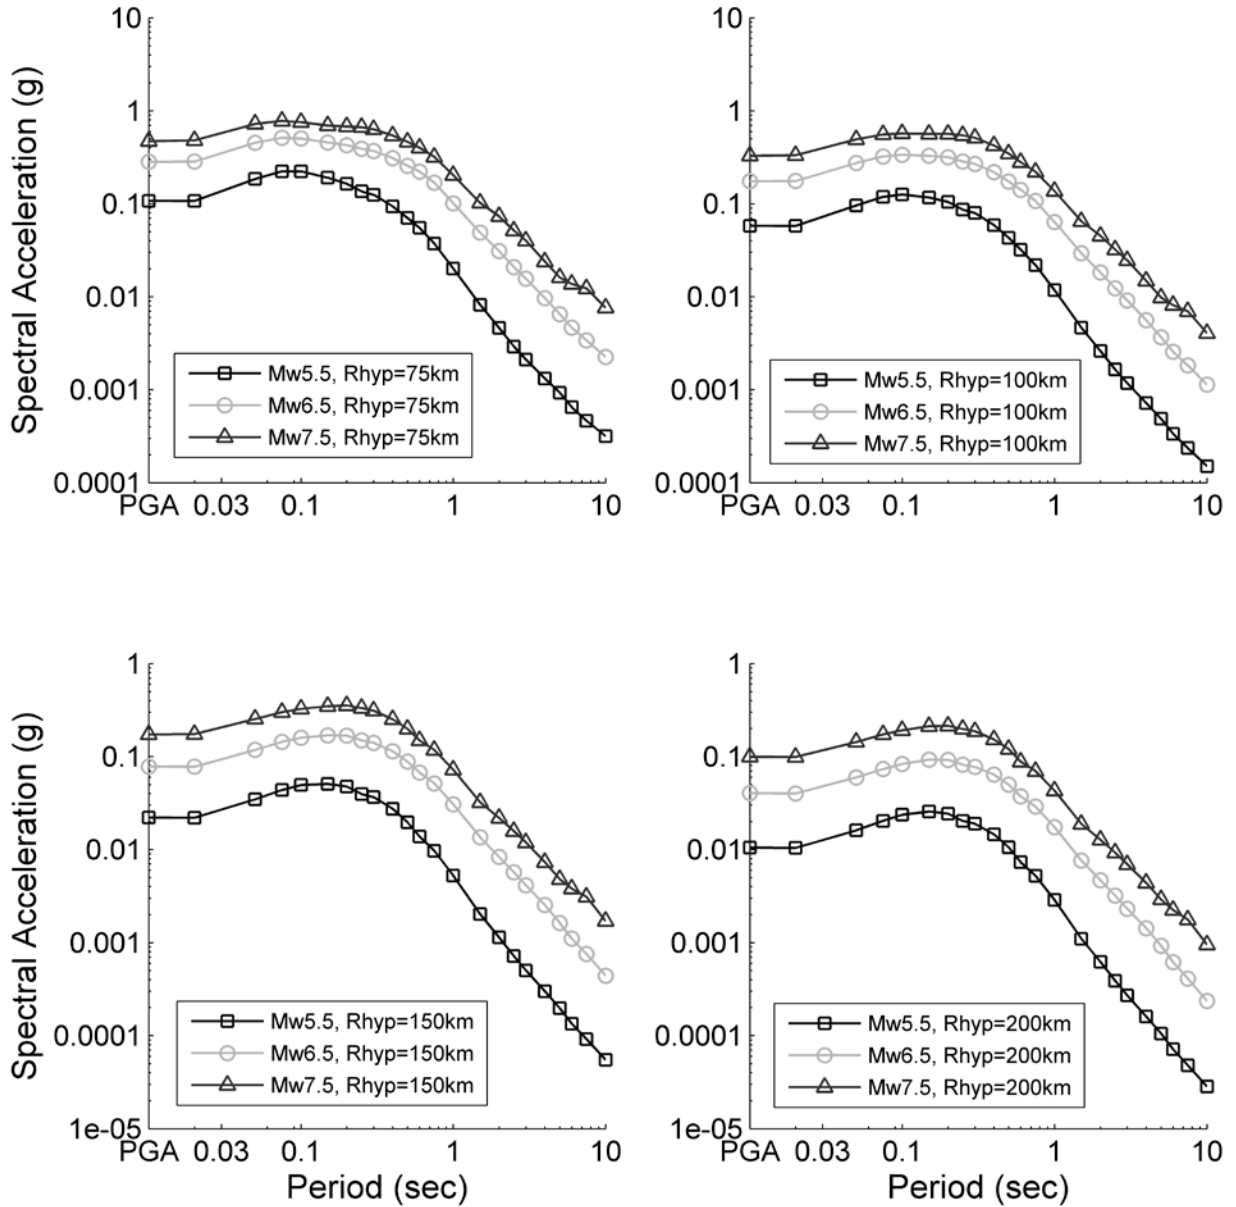 10
1
0.1
0.01
0.001
0.0001
Spectral Acceleration (g)
Mw5.5, Rhyp=75km
Mw6.5, Rhyp=75km
Mw7.5, Rhyp=75km
PGA 0.03 0.1 1 10
10
1
0.1
0.01
0.001
0.0001
Mw5.5, Rhyp=100km
Mw6.5, Rhyp=100km
Mw7.5, Rhyp=100km
PGA 0.03 0.1 1 10
1
0.1
0.01
0.001
0.0001
1e-05
Spectral Acceleration (g)
Mw5.5, Rhyp=150km
Mw6.5, Rhyp=150km
Mw7.5, Rhyp=150km
PGA 0.03 0.1 1 10
Period (sec)
1
0.1
0.01
0.001
0.0001
1e-05
Mw5.5, Rhyp=200km
Mw6.5, Rhyp=200km
Mw7.5, Rhyp=200km
PGA 0.03 0.1 1 10
Period (sec)